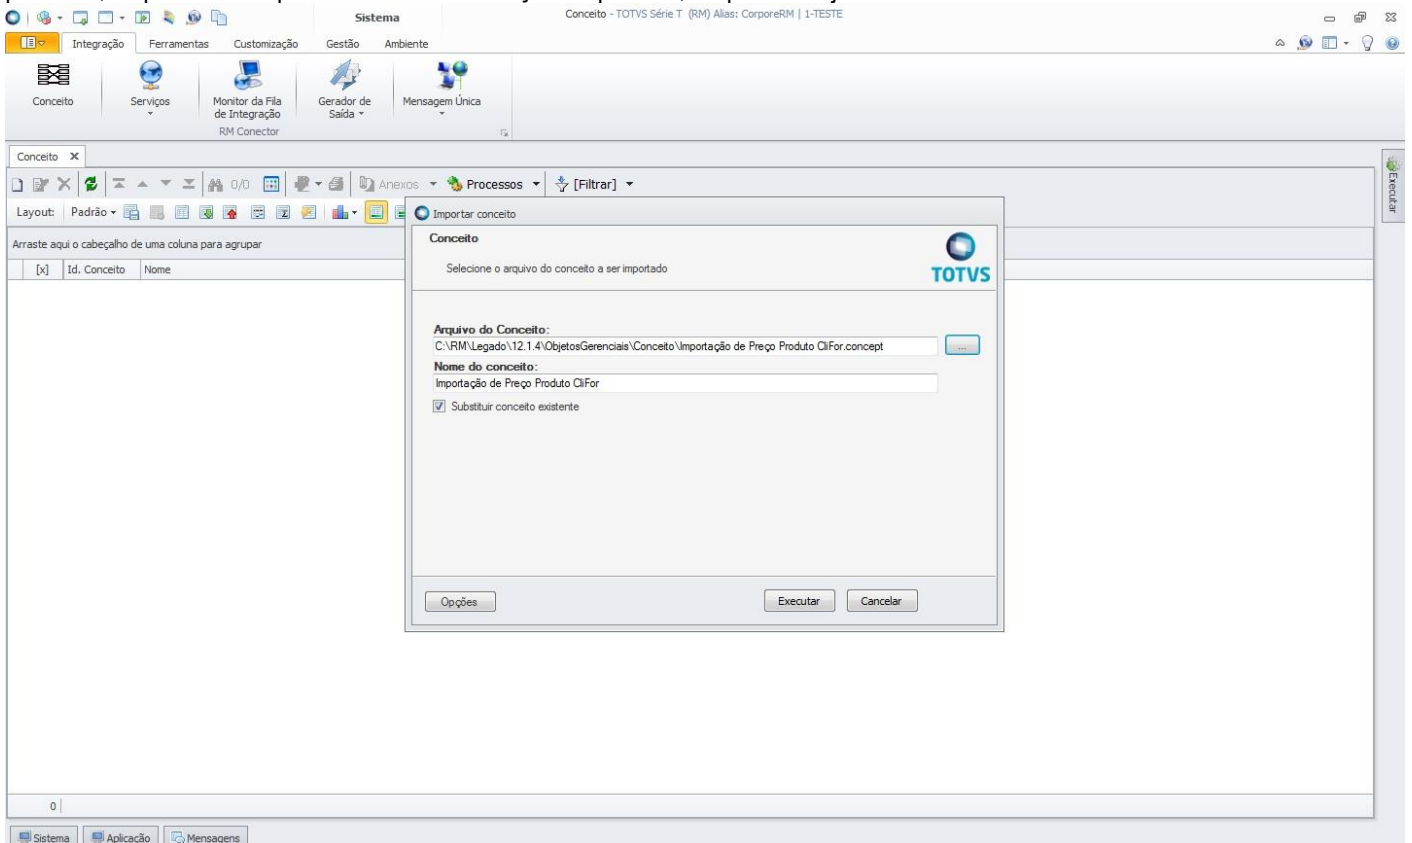 Sistema
Conceito - TOTVS Série T (RM) Alias: CorporeRM | 1-TESTE
Integração Ferramentas Customização Gestão Ambiente
Conceito
Serviços
Monitor da Fila de Integração
Gerador de Saída
Mensagem Única
RM Conector
Conceito X
0/0 Anexos Processos [Filtrar]
Executar
Layout: Padrão
Arraste aqui o cabeçalho de uma coluna para agrupar
[x] Id. Conceito Nome
Importar conceito
Conceito
Selecione o arquivo do conceito a ser importado
TOTVS
Arquivo do Conceito:
C:\RM\Legado\12.1.4\ObjetosGerenciais\Conceito\Importação de Preço Produto CliFor.concept
...
Nome do conceito:
Importação de Preço Produto CliFor
Substituir conceito existente
Opções Executar Cancelar
0
Sistema Aplicação Mensagens